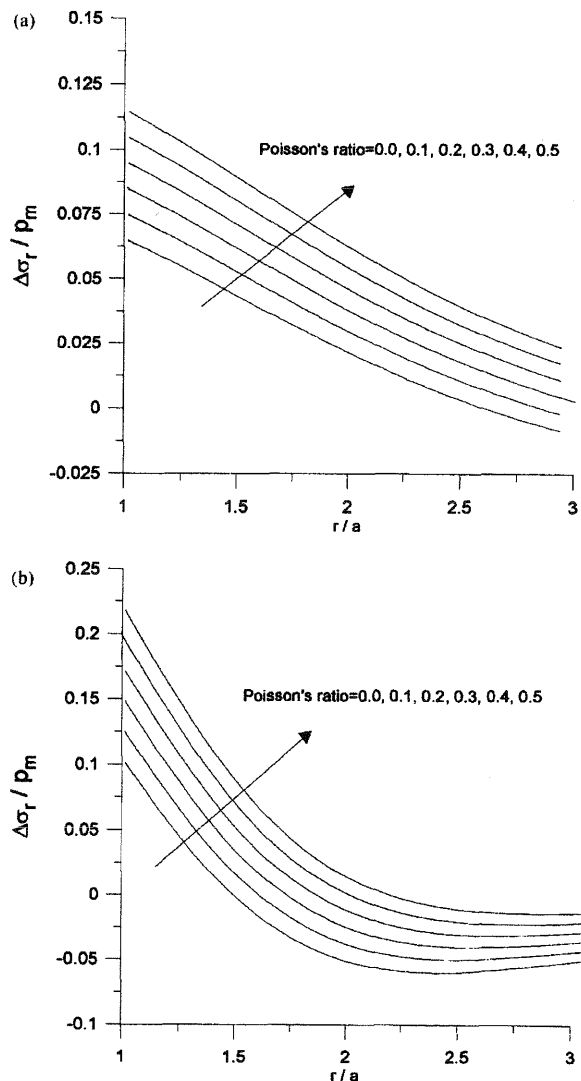 (a)
0.15
0.125
0.1
0.075
0.05
0.025
0
-0.025
Δσr / pm
Poisson's ratio=0.0, 0.1, 0.2, 0.3, 0.4, 0.5
1 1.5 2 2.5 3
r / a
(b)
0.25
0.2
0.15
0.1
0.05
0
-0.05
-0.1
Δσr / pm
Poisson's ratio=0.0, 0.1, 0.2, 0.3, 0.4, 0.5
1 1.5 2 2.5 3
r / a